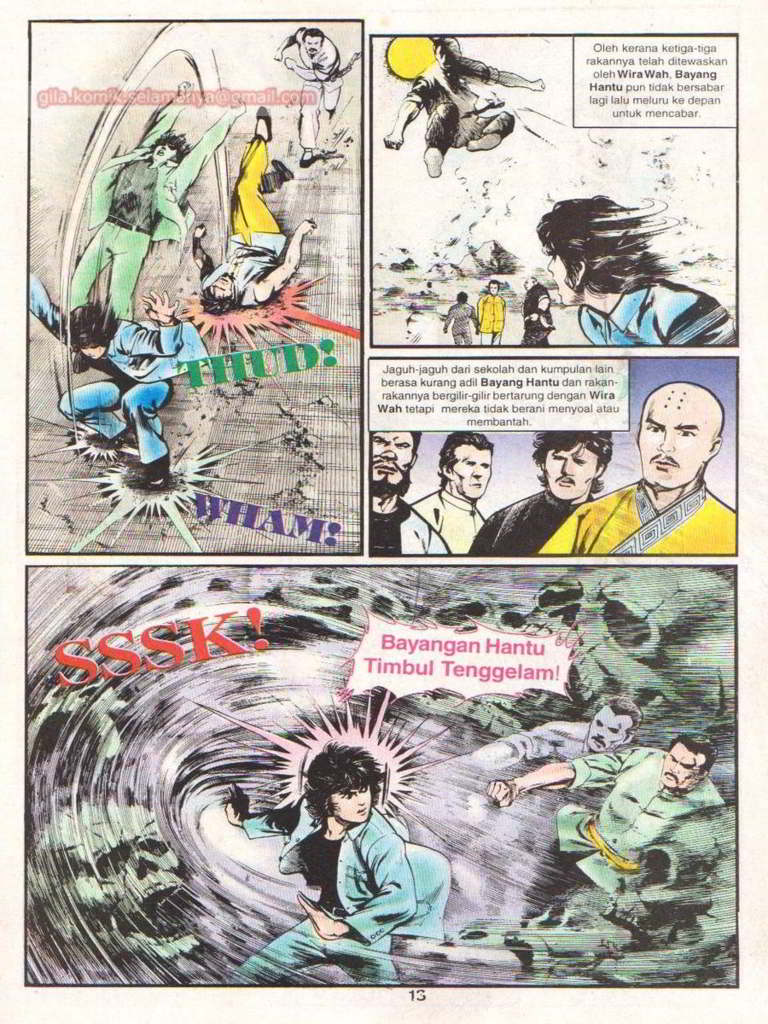 gila.komik.selamanya@gmail.com
THUD!
WHAM!
Oleh kerana ketiga-tiga
rakannya telah ditewaskan
oleh Wira Wah, Bayang
Hantu pun tidak bersabar
lagi lalu meluru ke depan
untuk mencabar.
Jaguh-jaguh dari sekolah dan kumpulan lain
berasa kurang adil Bayang Hantu dan rakan-
rakannya bergilir-gilir bertarung dengan Wira
Wah tetapi mereka tidak berani menyoal atau
membantah.
SSSK!
Bayangan Hantu
Timbul Tenggelam!
13